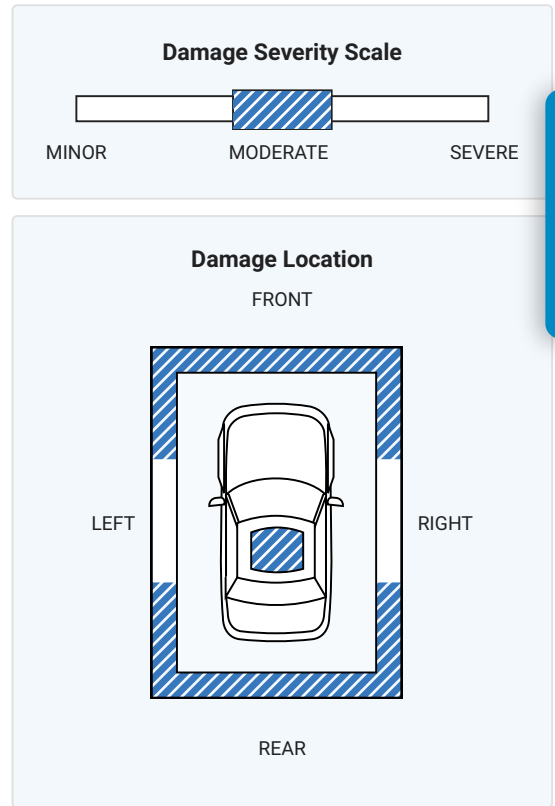 Damage Severity Scale
MINOR MODERATE SEVERE
Damage Location
FRONT
LEFT RIGHT
REAR